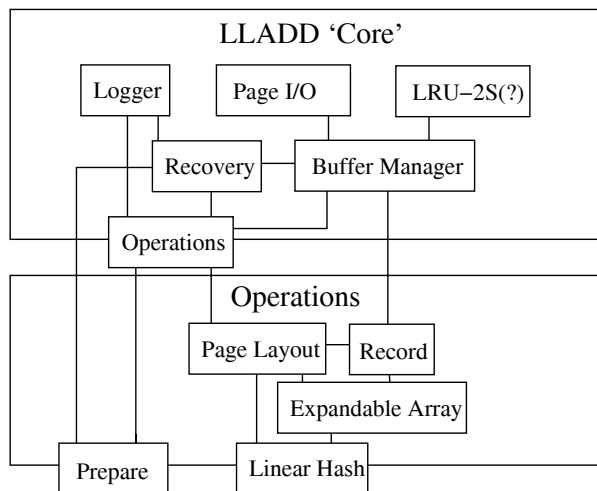 LLADD ‘Core’
Logger
Page I/O
LRU−2S(?)
Recovery
Buffer Manager
Operations
Operations
Page Layout
Record
Expandable Array
Prepare
Linear Hash